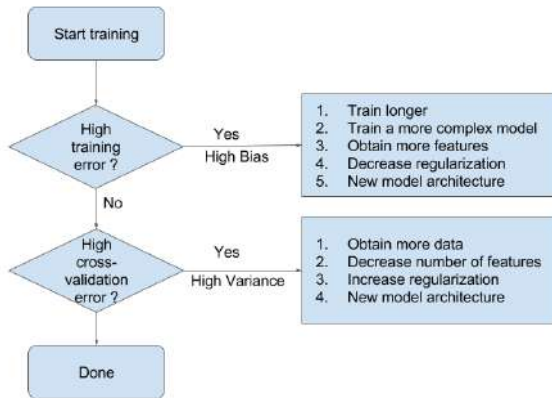 Start training
High
training
error ?
Yes
High Bias
1. Train longer
2. Train a more complex model
3. Obtain more features
4. Decrease regularization
5. New model architecture
No
High
cross-
validation
error ?
Yes
High Variance
1. Obtain more data
2. Decrease number of features
3. Increase regularization
4. New model architecture
Done